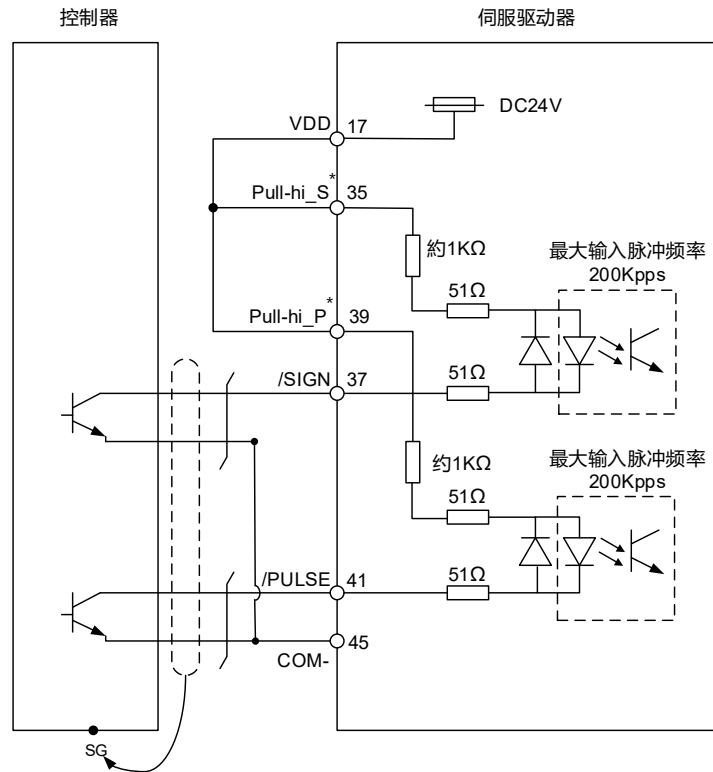 控制器
伺服驱动器
DC24V
VDD
17
*
Pull-hi_S
35
約1KΩ
最大输入脉冲频率
200Kpps
51Ω
*
Pull-hi_P
39
/SIGN
37
51Ω
约1KΩ
最大输入脉冲频率
200Kpps
51Ω
/PULSE
41
51Ω
45
COM-
SG